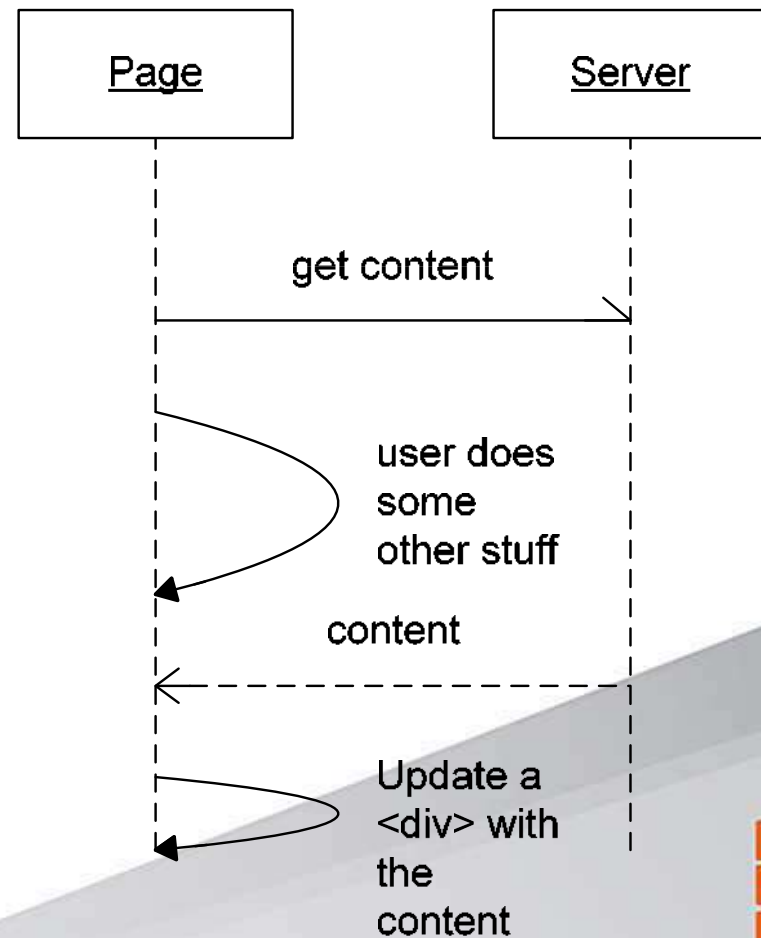 Page
Server
get content
user does
some
other stuff
content
Update a
<div> with
the
content